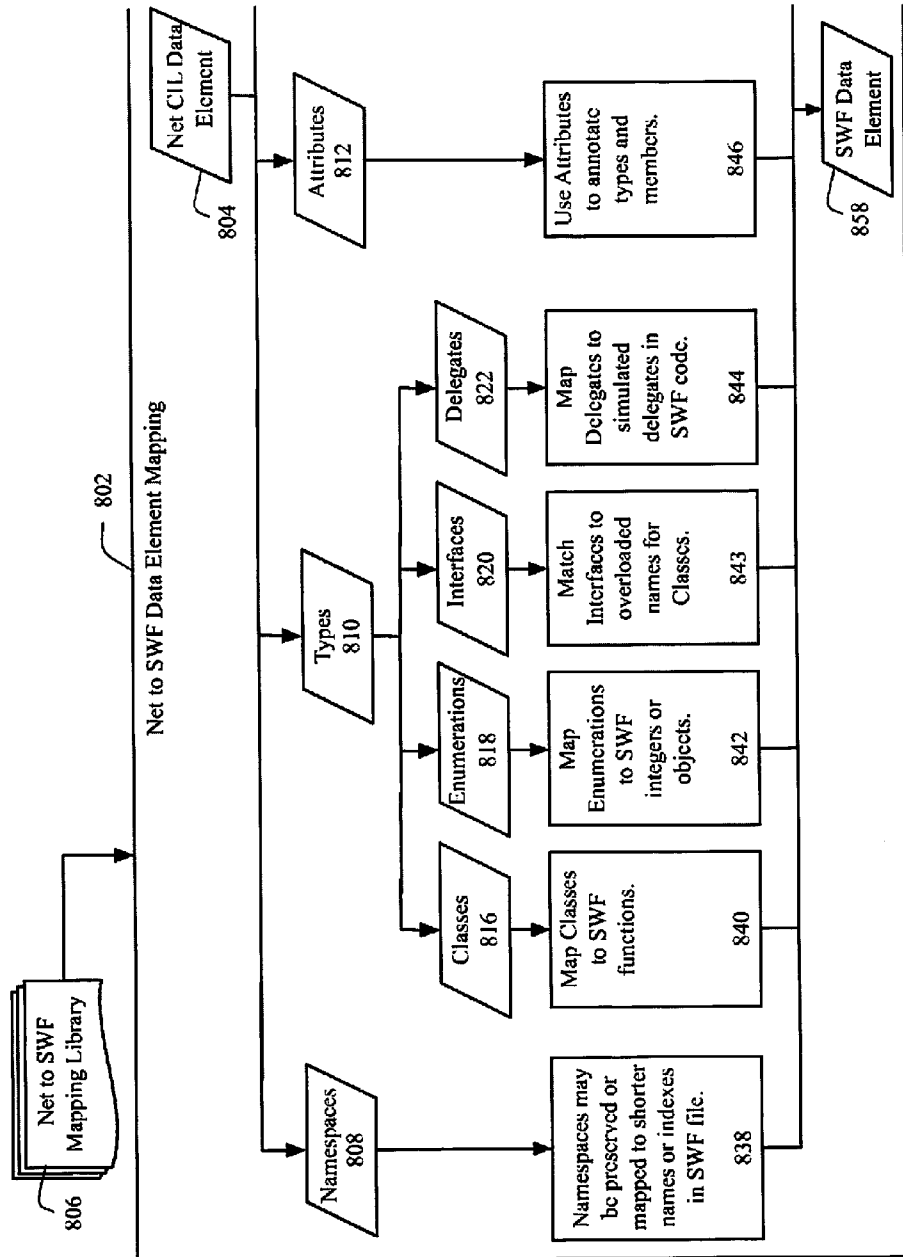 Net to SWF
Mapping Library
806
802
Net to SWF Data Element Mapping
Net CIL Data
Element
804
Namespaces
808
Types
810
Attributes
812
Classes
816
Enumerations
818
Interfaces
820
Delegates
822
Namespaces may
be preserved or
mapped to shorter
names or indexes
in SWF file.
838
Map Classes
to SWF
functions.
840
Map
Enumerations
to SWF
integers or
objects.
842
Match
Interfaces to
overloaded
names for
Classes.
843
Map
Delegates to
simulated
delegates in
SWF code.
844
Use Attributes
to annotate
types and
members.
846
SWF Data
Element
858